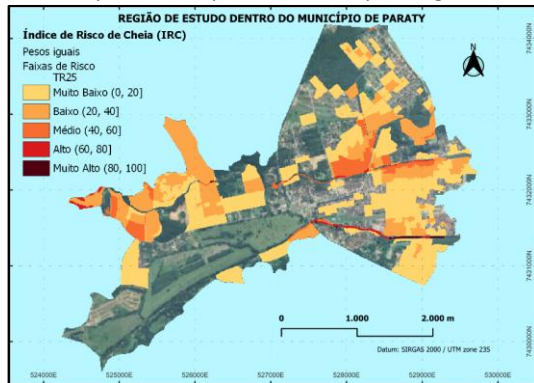 REGIÃO DE ESTUDO DENTRO DO MUNICÍPIO DE PARATY
Índice de Risco de Cheia (IRC)
Pesos iguais
Faixas de Risco
TR25
Muito Baixo (0, 20]
Baixo (20, 40]
Médio (40, 60]
Alto (60, 80]
Muito Alto (80, 100]
N
7434000N
7433000N
7432000N
7431000N
7430000N
0 1.000 2.000 m
Datum: SIRGAS 2000 / UTM zone 23S
524000E 525000E 526000E 527000E 528000E 529000E 530000E